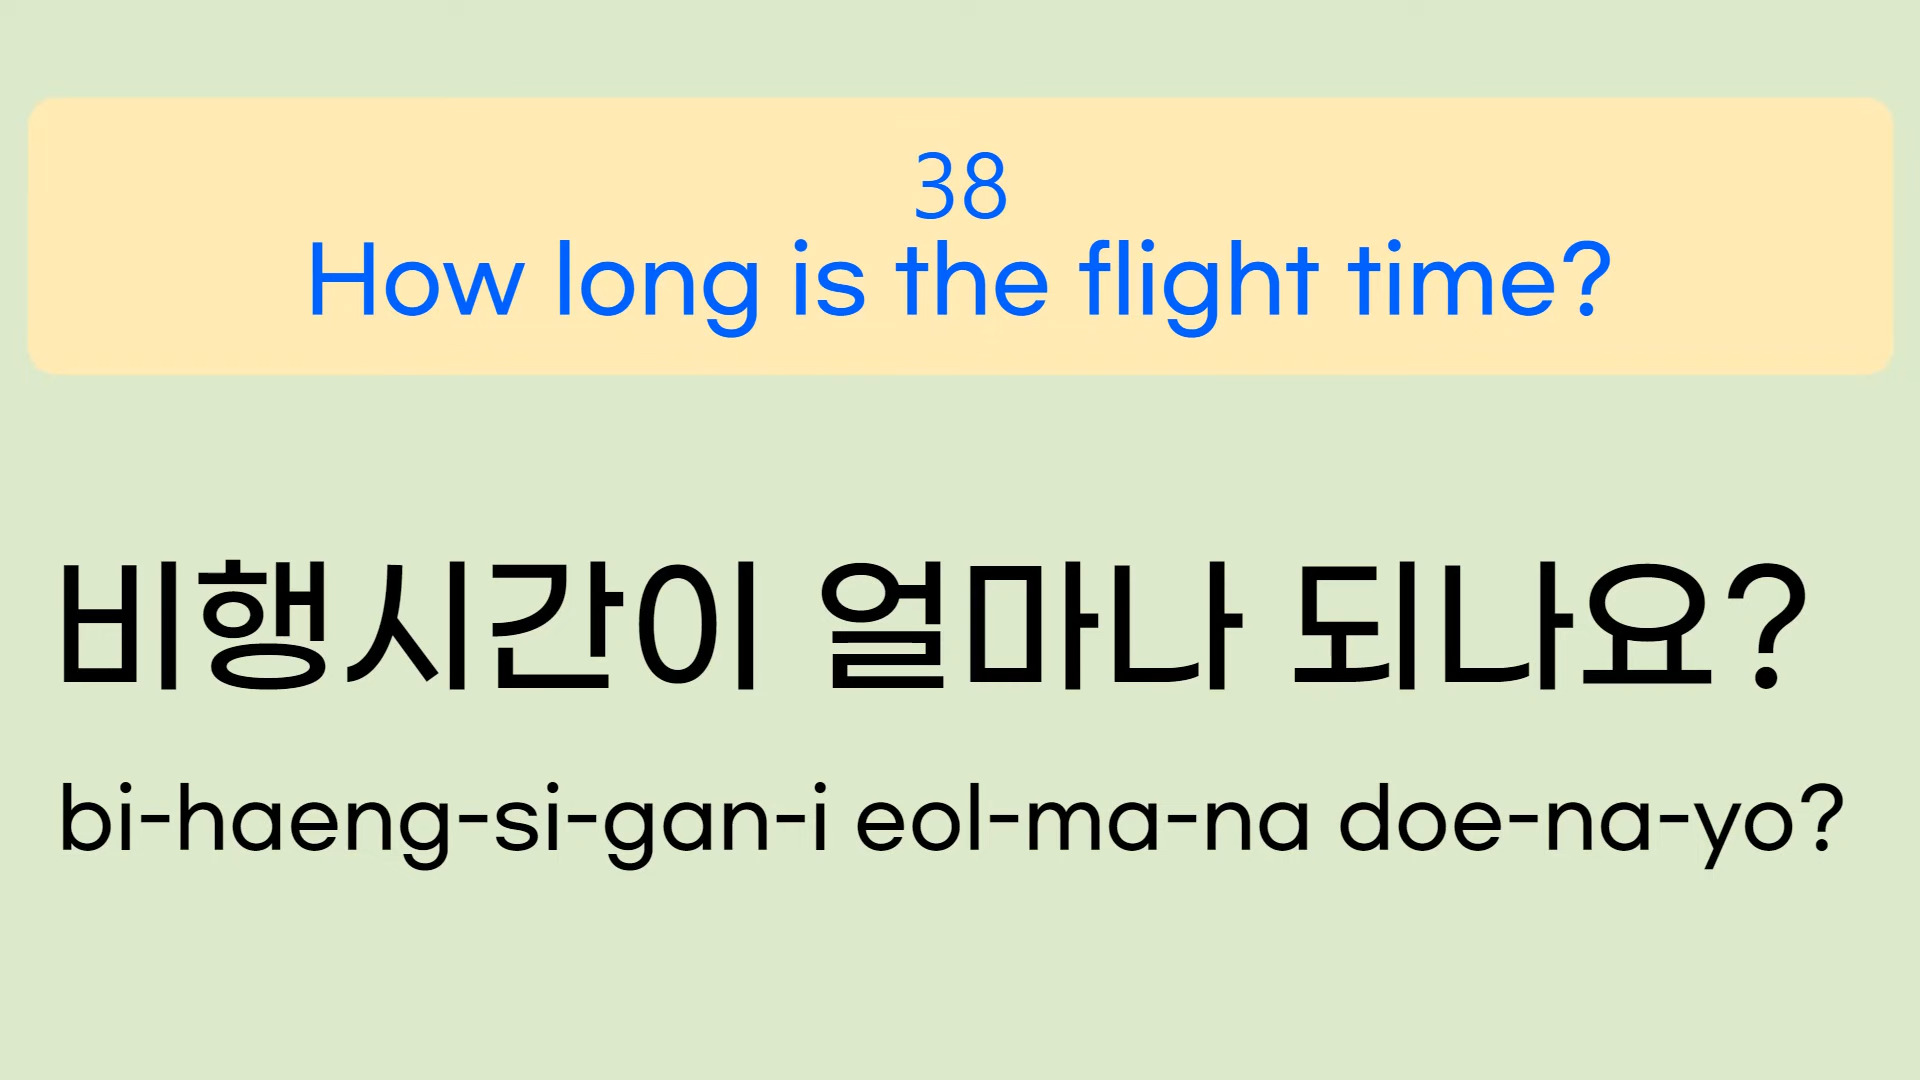 38
How long is the flight time?
비행시간이 얼마나 되나요?
bi-haeng-si-gan-i eol-ma-na doe-na-yo?